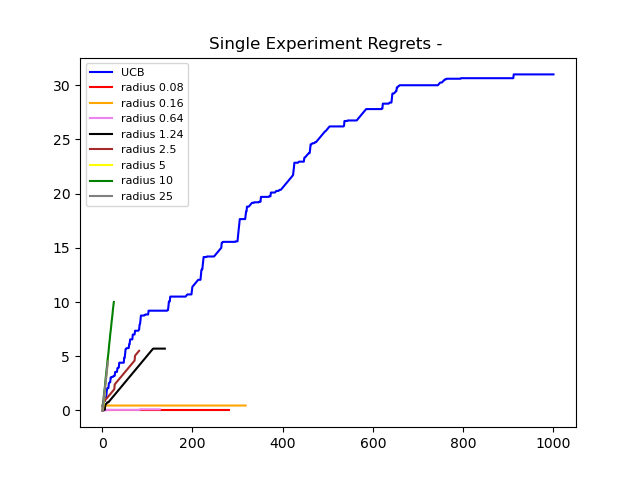 Single Experiment Regrets -
UCB
radius 0.08
radius 0.16
radius 0.64
radius 1.24
radius 2.5
radius 5
radius 10
radius 25
30
25
20
15
10
5
0
0 200 400 600 800 1000